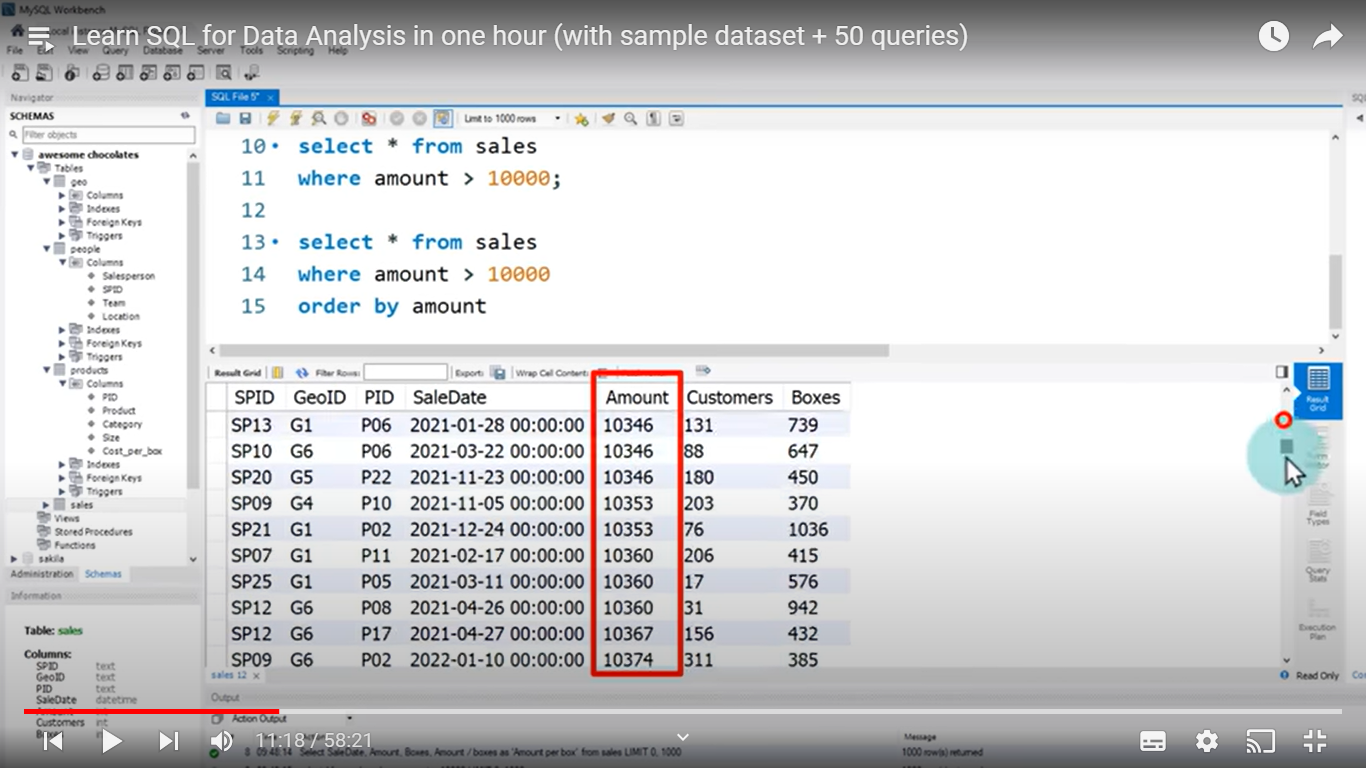 MySQL Workbench
Learn SQL for Data Analysis in one hour (with sample dataset + 50 queries)
File Edit View Query Database Server Tools Scripting Help
Navigator
SQL File 5*
SCHEMAS
Filter objects
Limit to 1000 rows
awesome chocolates
Tables
geo
Columns
Indexes
Foreign Keys
Triggers
people
Columns
Salesperson
SPID
Team
Location
Indexes
Foreign Keys
Triggers
products
Columns
PID
Product
Category
Size
Cost_per_box
Indexes
Foreign Keys
Triggers
sales
Views
Stored Procedures
Functions
sakila
Administration Schemas
Information
Table: sales
Columns:
SPID text
GeoID text
PID text
SaleDate datetime
Customers int
10 select * from sales
11 where amount > 10000;
12
13 select * from sales
14 where amount > 10000
15 order by amount
Result Grid Filter Rows: Export: Wrap Cell Content:
SPID GeoID PID SaleDate Amount Customers Boxes
SP13 G1 P06 2021-01-28 00:00:00 10346 131 739
SP10 G6 P06 2021-03-22 00:00:00 10346 88 647
SP20 G5 P22 2021-11-23 00:00:00 10346 180 450
SP09 G4 P10 2021-11-05 00:00:00 10353 203 370
SP21 G1 P02 2021-12-24 00:00:00 10353 76 1036
SP07 G1 P11 2021-02-17 00:00:00 10360 206 415
SP25 G1 P05 2021-03-11 00:00:00 10360 17 576
SP12 G6 P08 2021-04-26 00:00:00 10360 31 942
SP12 G6 P17 2021-04-27 00:00:00 10367 156 432
SP09 G6 P02 2022-01-10 00:00:00 10374 311 385
Result
Grid
Field
Types
Query
Stats
Execution
Plan
sales 12
Read Only
Output
Action Output
Message
8 09:48:14 Select SaleDate, Amount, Boxes, Amount / boxes as 'Amount per box' from sales LIMIT 0, 1000
1000 row(s) returned
11:18 / 58:21